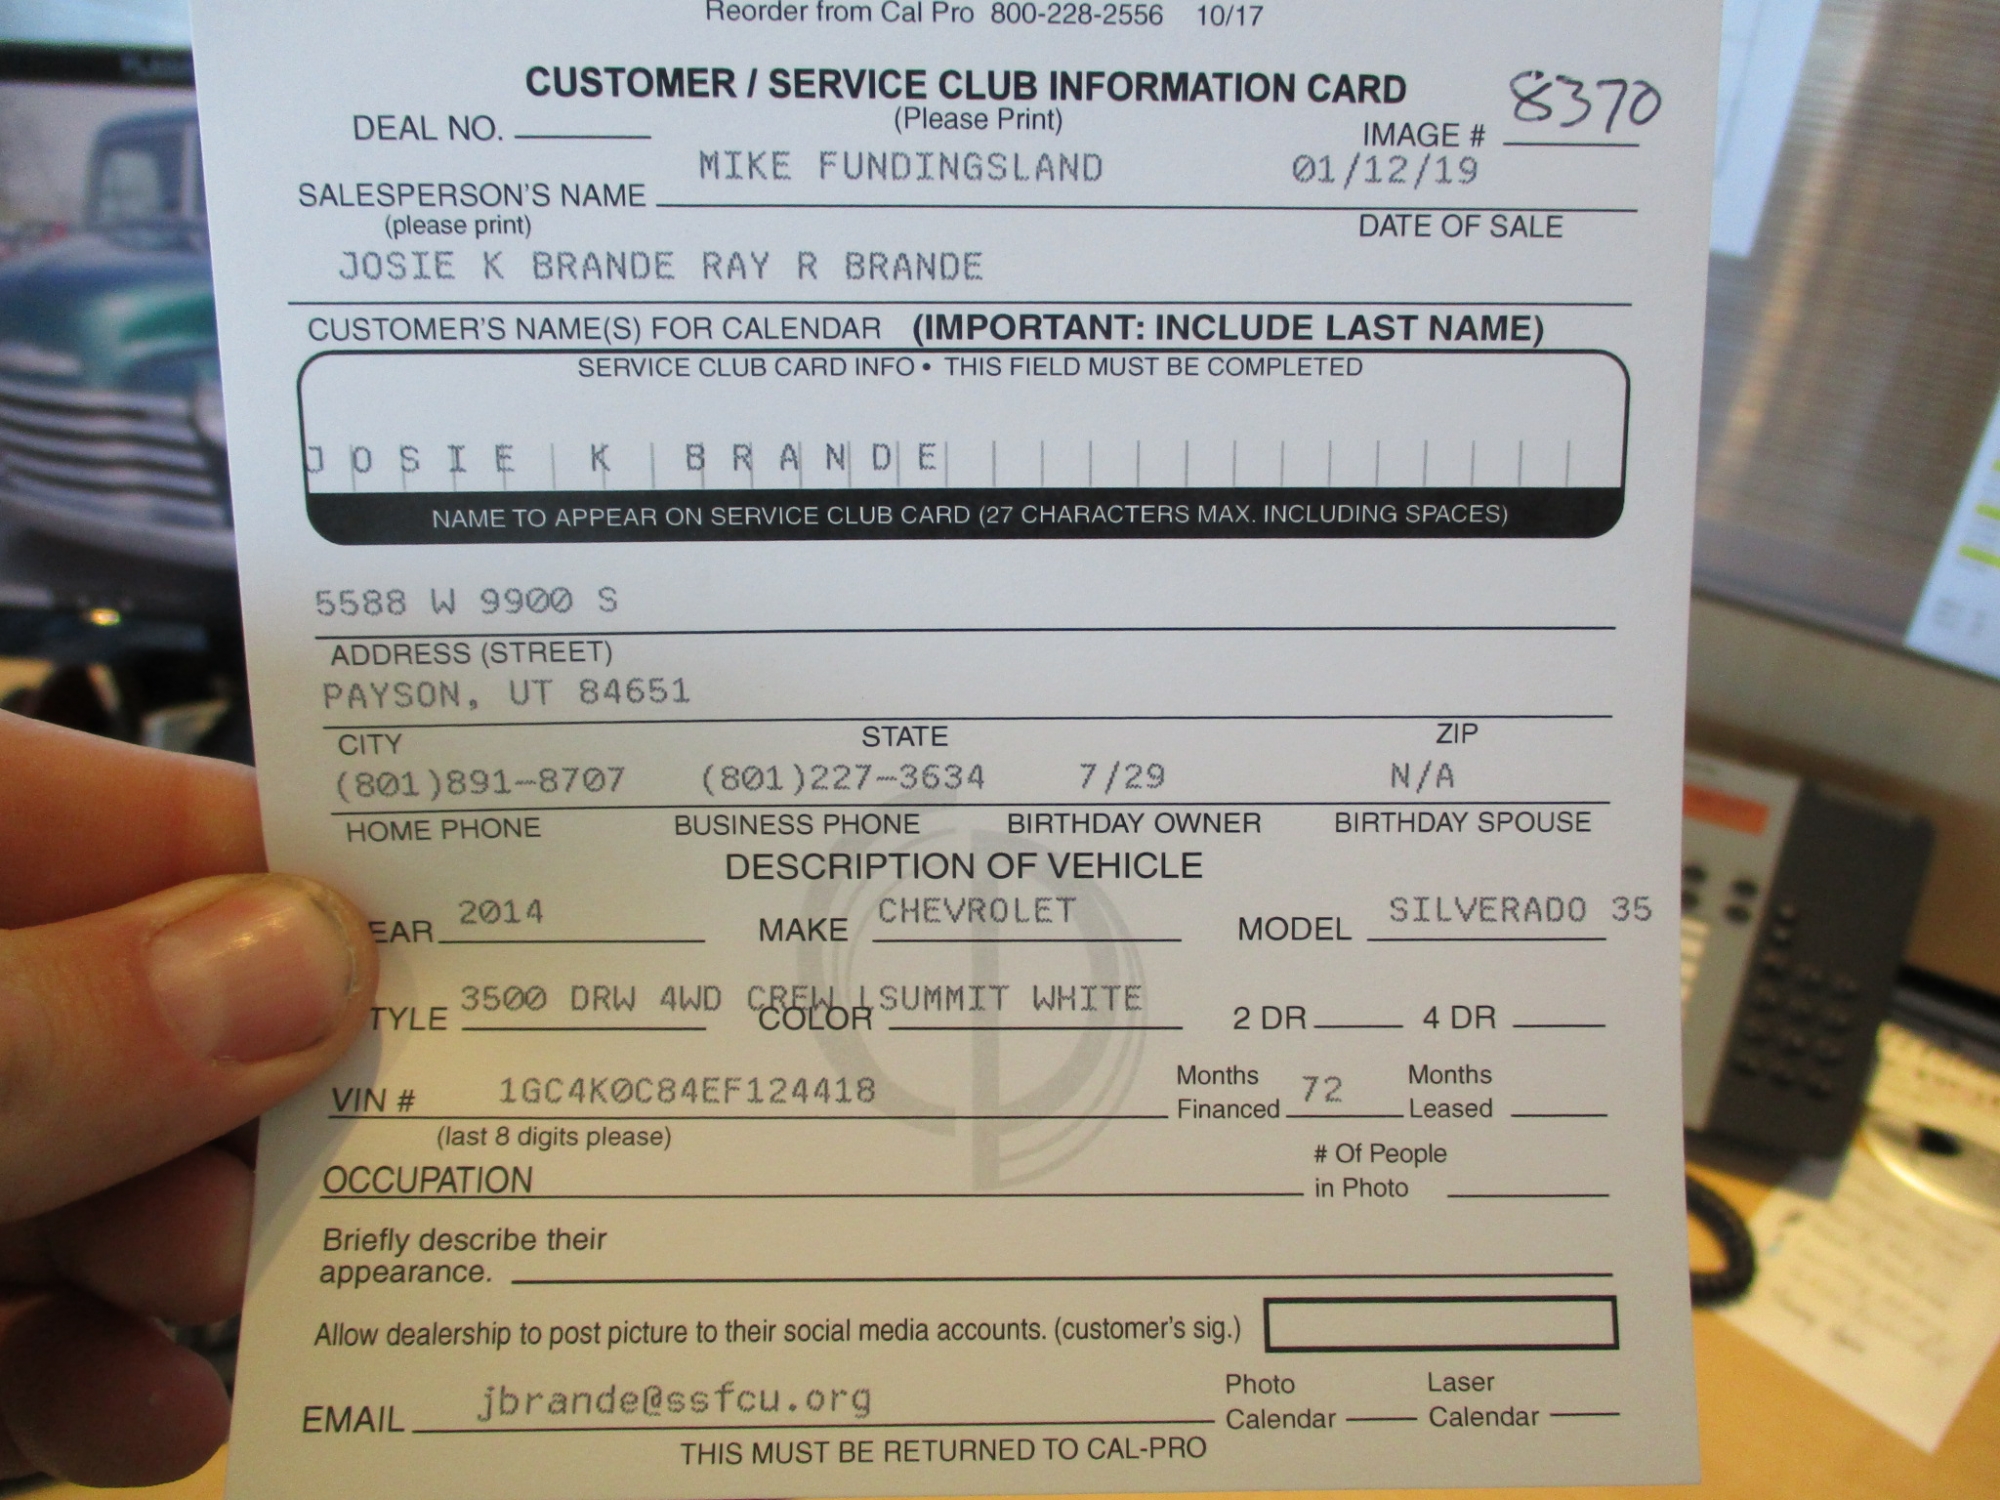 Reorder from Cal Pro 800-228-2556 10/17
CUSTOMER / SERVICE CLUB INFORMATION CARD
8370
DEAL NO.
(Please Print)
IMAGE #
MIKE FUNDINGSLAND 01/12/19
SALESPERSON'S NAME
(please print)
DATE OF SALE
JOSIE K BRANDE RAY R BRANDE
CUSTOMER'S NAME(S) FOR CALENDAR (IMPORTANT: INCLUDE LAST NAME)
SERVICE CLUB CARD INFO • THIS FIELD MUST BE COMPLETED
JOSIE K BRANDE
NAME TO APPEAR ON SERVICE CLUB CARD (27 CHARACTERS MAX. INCLUDING SPACES)
5588 W 9900 S
ADDRESS (STREET)
PAYSON, UT 84651
CITY STATE ZIP
(801)891-8707 (801)227-3634 7/29 N/A
HOME PHONE BUSINESS PHONE BIRTHDAY OWNER BIRTHDAY SPOUSE
DESCRIPTION OF VEHICLE
EAR 2014 MAKE CHEVROLET MODEL SILVERADO 35
TYLE 3500 DRW 4WD CREW L SUMMIT WHITE
COLOR 2 DR 4 DR
VIN # 1GC4K0C84EF124418 Months Financed 72 Months Leased
(last 8 digits please)
OCCUPATION # Of People in Photo
Briefly describe their
appearance.
Allow dealership to post picture to their social media accounts. (customer's sig.)
EMAIL jbrande@ssfcu.org Photo Calendar Laser Calendar
THIS MUST BE RETURNED TO CAL-PRO